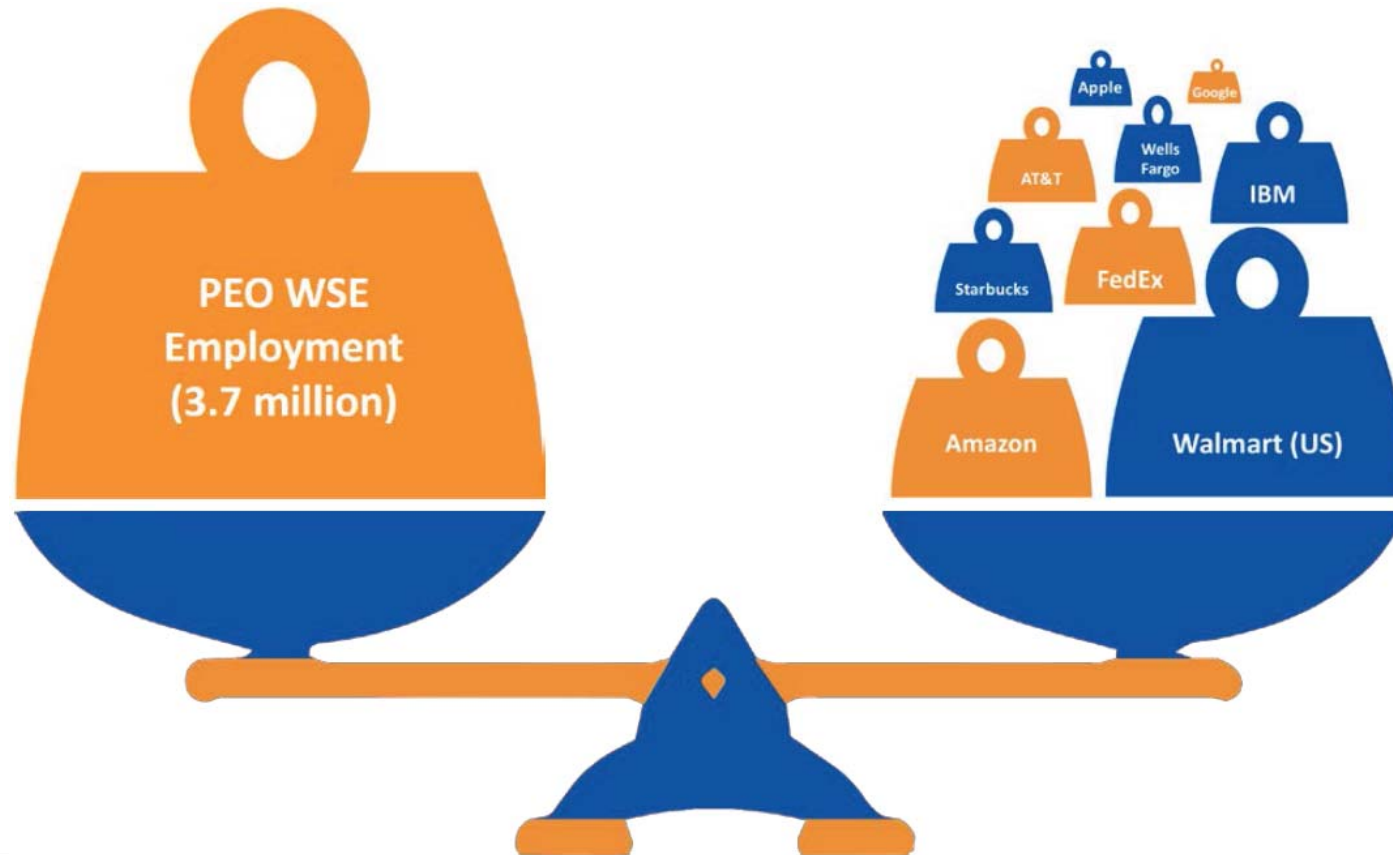 PEO WSE
Employment
(3.7 million)
Apple
Google
AT&T
Wells
Fargo
IBM
Starbucks
FedEx
Amazon
Walmart (US)